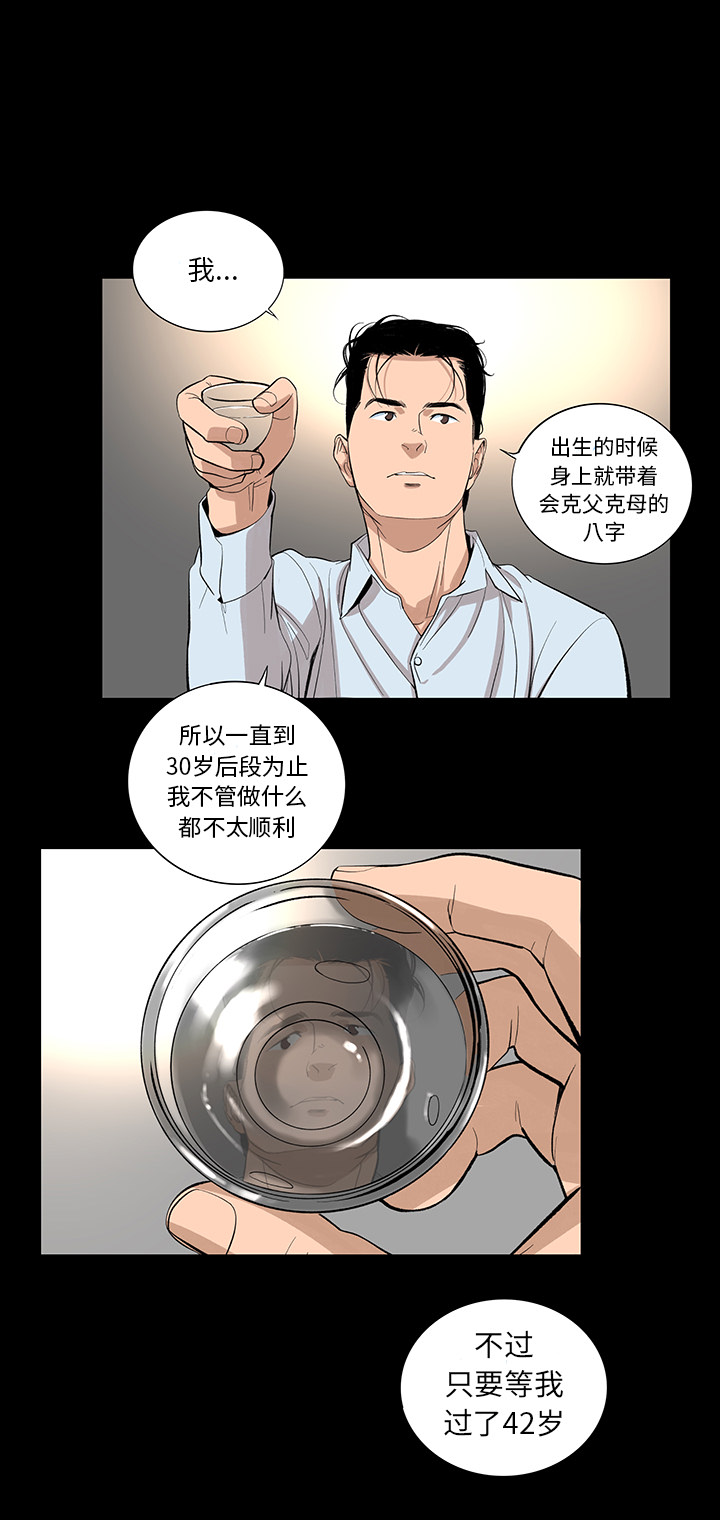 我...
出生的时候
身上就带着
会克父克母的
八字
所以一直到
30岁后段为止
我不管做什么
都不太顺利
不过
只要等我
过了42岁